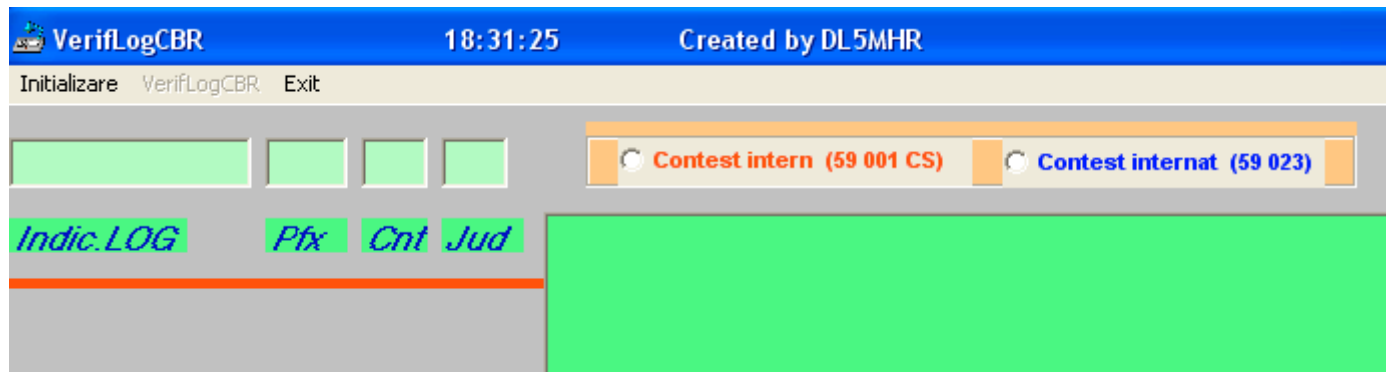 VerifLogCBR 18:31:25 Created by DL5MHR
Initializare VerifLogCBR Exit
Contest intern (59 001 CS) Contest internat (59 023)
Indic.LOG Pfx Cnt Jud